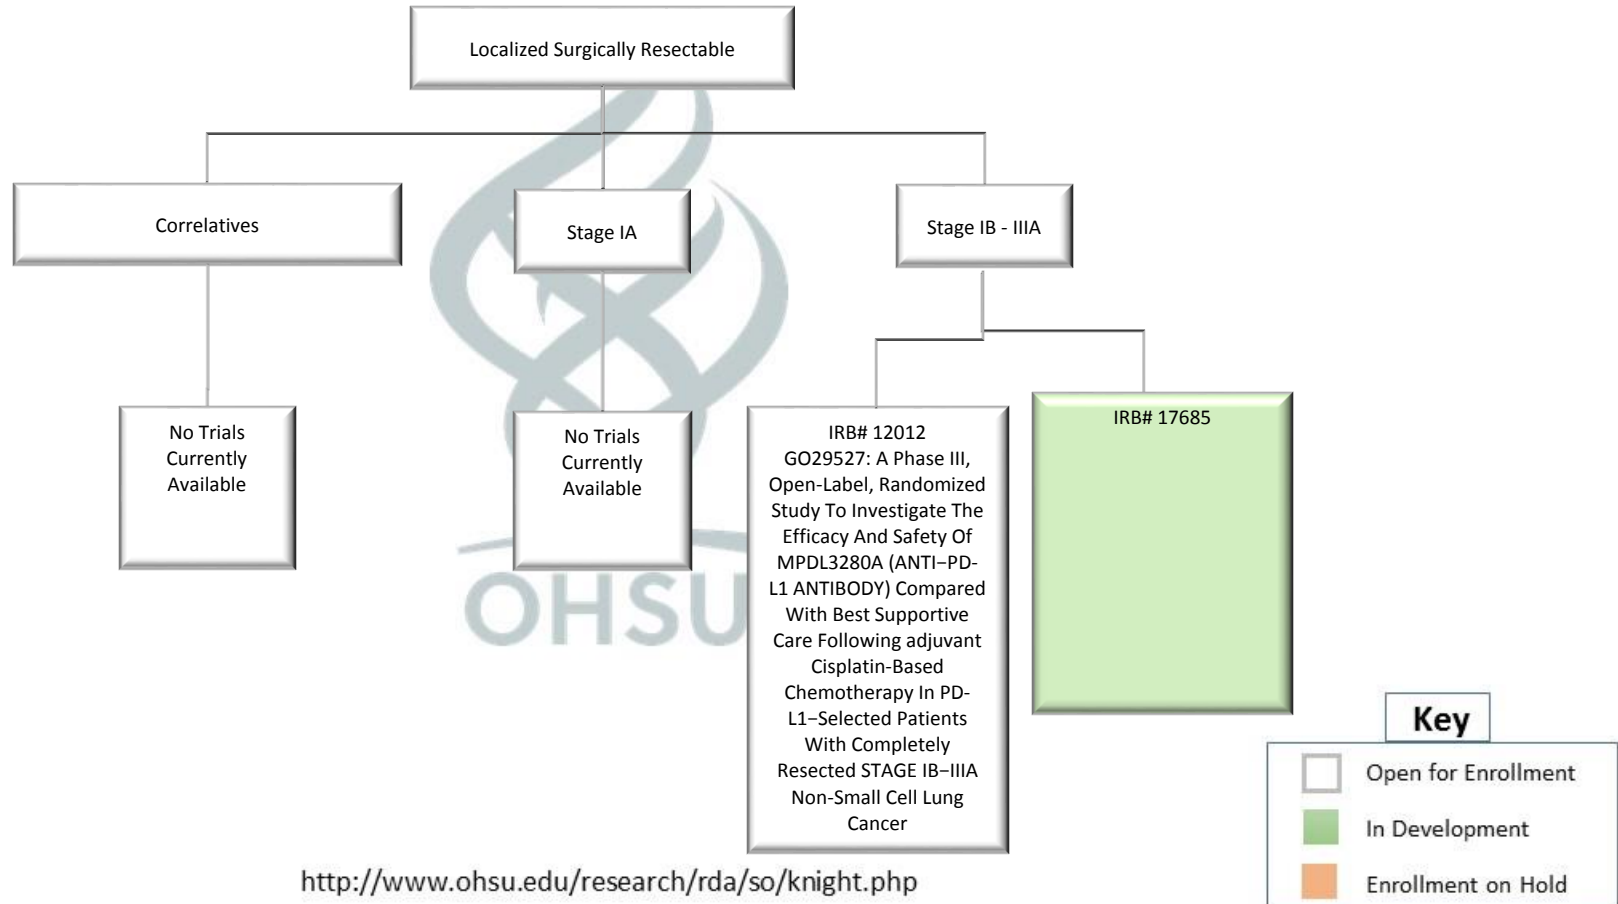 Localized Surgically Resectable
Correlatives
Stage IA
Stage IB - IIIA
No Trials
Currently
Available
No Trials
Currently
Available
IRB# 12012
GO29527: A Phase III,
Open-Label, Randomized
Study To Investigate The
Efficacy And Safety Of
MPDL3280A (ANTI−PD-
L1 ANTIBODY) Compared
With Best Supportive
Care Following adjuvant
Cisplatin-Based
Chemotherapy In PD-
L1−Selected Patients
With Completely
Resected STAGE IB−IIIA
Non-Small Cell Lung
Cancer
IRB# 17685
OHSU
Key
Open for Enrollment
In Development
Enrollment on Hold
http://www.ohsu.edu/research/rda/so/knight.php